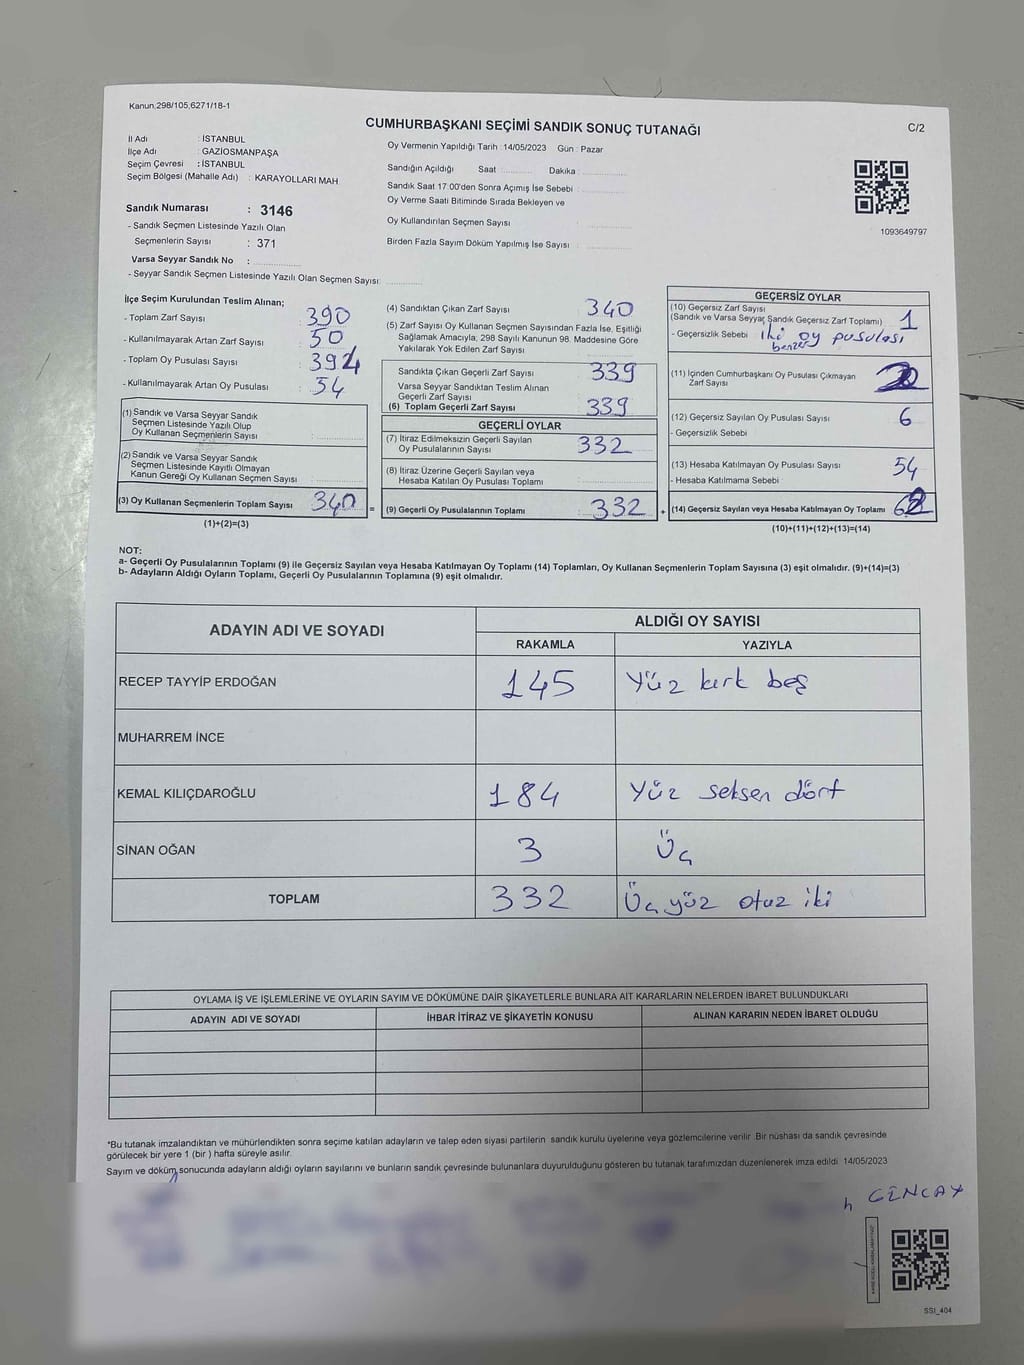 Kanun,298/105,6271/18-1
CUMHURBAŞKANI SEÇİMİ SANDIK SONUÇ TUTANAĞI
C/2
İl Adı : İSTANBUL
İlçe Adı : GAZİOSMANPAŞA
Seçim Çevresi : İSTANBUL
Seçim Bölgesi (Mahalle Adı) : KARAYOLLARI MAH
Sandık Numarası : 3146
- Sandık Seçmen Listesinde Yazılı Olan
Seçmenlerin Sayısı : 371
Varsa Seyyar Sandık No :
- Seyyar Sandık Seçmen Listesinde Yazılı Olan Seçmen Sayısı:
Oy Vermenin Yapıldığı Tarih : 14/05/2023 Gün : Pazar
Sandığın Açıldığı Saat Dakika :
Sandık Saat 17:00'den Sonra Açımış İse Sebebi :
Oy Verme Saati Bitiminde Sırada Bekleyen ve
Oy Kullandırılan Seçmen Sayısı :
Birden Fazla Sayım Döküm Yapılmış İse Sayısı :
1093649797
İlçe Seçim Kurulundan Teslim Alınan;
- Toplam Zarf Sayısı : 390
- Kullanılmayarak Artan Zarf Sayısı : 50
- Toplam Oy Pusulası Sayısı : 394
- Kullanılmayarak Artan Oy Pusulası : 54
(1) Sandık ve Varsa Seyyar Sandık
Seçmen Listesinde Yazılı Olup
Oy Kullanan Seçmenlerin Sayısı :
(2) Sandık ve Varsa Seyyar Sandık
Seçmen Listesinde Kayıtlı Olmayan
Kanun Gereği Oy Kullanan Seçmen Sayısı :
(3) Oy Kullanan Seçmenlerin Toplam Sayısı : 340 =
(1)+(2)=(3)
(4) Sandıktan Çıkan Zarf Sayısı 340
(5) Zarf Sayısı Oy Kullanan Seçmen Sayısından Fazla İse, Eşitliği
Sağlamak Amacıyla, 298 Sayılı Kanunun 98. Maddesine Göre
Yakılarak Yok Edilen Zarf Sayısı
Sandıkta Çıkan Geçerli Zarf Sayısı : 339
Varsa Seyyar Sandıktan Teslim Alınan
Geçerli Zarf Sayısı
(6) Toplam Geçerli Zarf Sayısı : 339
GEÇERLİ OYLAR
(7) İtiraz Edilmeksizin Geçerli Sayılan
Oy Pusulalarının Sayısı : 332
(8) İtiraz Üzerine Geçerli Sayılan veya
Hesaba Katılan Oy Pusulası Toplamı :
(9) Geçerli Oy Pusulalarının Toplamı : 332 +
GEÇERSİZ OYLAR
(10) Geçersiz Zarf Sayısı
(Sandık ve Varsa Seyyar Sandık Geçersiz Zarf Toplamı) : 1
- Geçersizlik Sebebi iki oy pusulası
benzer
(11) İçinden Cumhurbaşkanı Oy Pusulası Çıkmayan
Zarf Sayısı
(12) Geçersiz Sayılan Oy Pusulası Sayısı : 6
- Geçersizlik Sebebi
(13) Hesaba Katılmayan Oy Pusulası Sayısı : 54
- Hesaba Katılmama Sebebi
(14) Geçersiz Sayılan veya Hesaba Katılmayan Oy Toplamı :
(10)+(11)+(12)+(13)=(14)
NOT:
a- Geçerli Oy Pusulalarının Toplamı (9) ile Geçersiz Sayılan veya Hesaba Katılmayan Oy Toplamı (14) Toplamları, Oy Kullanan Seçmenlerin Toplam Sayısına (3) eşit olmalıdır. (9)+(14)=(3)
b- Adayların Aldığı Oyların Toplamı, Geçerli Oy Pusulalarının Toplamına (9) eşit olmalıdır.
ADAYIN ADI VE SOYADI
ALDIĞI OY SAYISI
RAKAMLA YAZIYLA
RECEP TAYYİP ERDOĞAN 145 Yüz kırk beş
MUHARREM İNCE
KEMAL KILIÇDAROĞLU 184 Yüz seksen dört
SİNAN OĞAN 3 Üç
TOPLAM 332 Üç yüz otuz iki
OYLAMA İŞ VE İŞLEMLERİNE VE OYLARIN SAYIM VE DÖKÜMÜNE DAİR ŞİKAYETLERLE BUNLARA AİT KARARLARIN NELERDEN İBARET BULUNDUKLARI
ADAYIN ADI VE SOYADI İHBAR İTİRAZ VE ŞİKAYETİN KONUSU ALINAN KARARIN NEDEN İBARET OLDUĞU
*Bu tutanak imzalandıktan ve mühürlendikten sonra seçime katılan adayların ve talep eden siyasi partilerin sandık kurulu üyelerine veya gözlemcilerine verilir. Bir nüshası da sandık çevresinde
görülecek bir yere 1 (bir ) hafta süreyle asılır.
Sayım ve döküm sonucunda adayların aldığı oyların sayılarını ve bunların sandık çevresinde bulunanlara duyurulduğunu gösteren bu tutanak tarafımızdan düzenlenerek imza edildi 14/05/2023
GENCAY
SSI_404